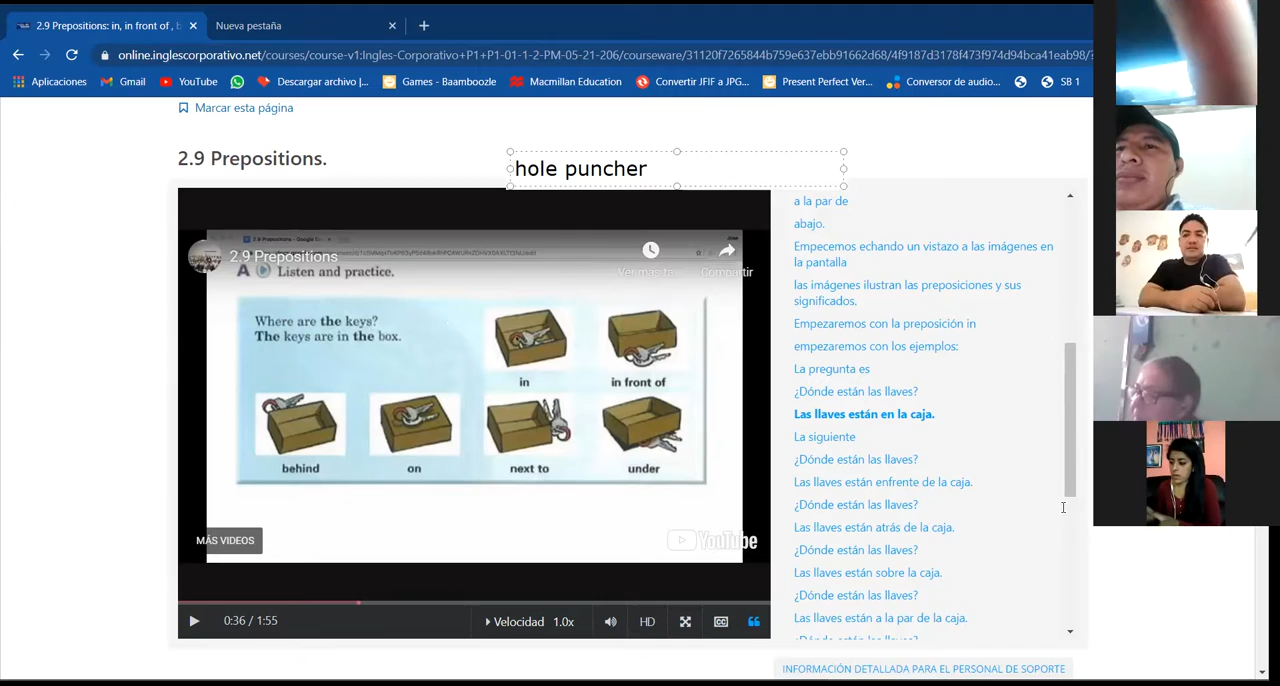 2.9 Prepositions: in, in front of , b
Nueva pestaña
online.inglescorporativo.net/courses/course-v1:Ingles-Corporativo+P1+P1-01-1-2-PM-05-21-206/courseware/31120f7265844b759e637ebb91662d68/4f9187d3178f473f974d94bca41eab98/?
Aplicaciones
Gmail
YouTube
Descargar archivo |...
Games - Baamboozle
Macmillan Education
Convertir JFIF a JPG...
Present Perfect Ver...
Conversor de audio...
SB 1
Marcar esta página
2.9 Prepositions.
hole puncher
2.9 Prepositions
Ver más ta
Compartir
A Listen and practice.
Where are the keys?
The keys are in the box.
in
in front of
behind
on
next to
under
MÁS VIDEOS
YouTube
0:36 / 1:55
Velocidad 1.0x
HD
a la par de
abajo.
Empecemos echando un vistazo a las imágenes en
la pantalla
las imágenes ilustran las preposiciones y sus
significados.
Empezaremos con la preposición in
empezaremos con los ejemplos:
La pregunta es
¿Dónde están las llaves?
Las llaves están en la caja.
La siguiente
¿Dónde están las llaves?
Las llaves están enfrente de la caja.
¿Dónde están las llaves?
Las llaves están atrás de la caja.
¿Dónde están las llaves?
Las llaves están sobre la caja.
¿Dónde están las llaves?
Las llaves están a la par de la caja.
¿Dónde están las llaves?
INFORMACIÓN DETALLADA PARA EL PERSONAL DE SOPORTE